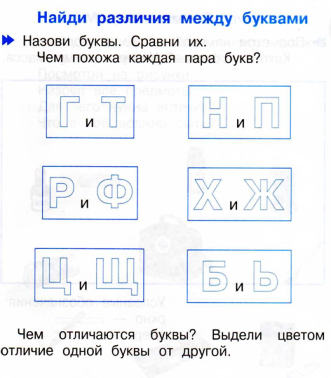 Найди различия между буквами
Назови буквы. Сравни их.
Чем похожа каждая пара букв?
Г и Т
Н и П
Р и Ф
Х и Ж
Ц и Щ
Б и Ь
Чем отличаются буквы? Выдели цветом
отличие одной буквы от другой.